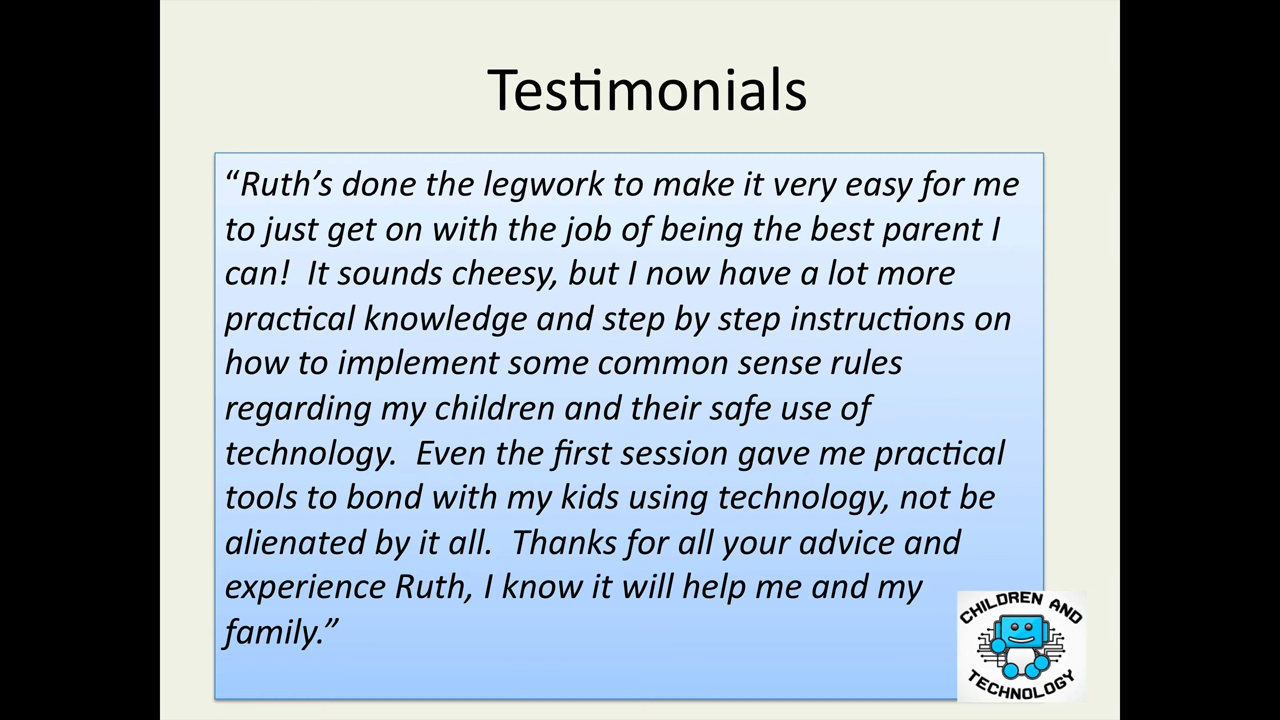 Testimonials
“Ruth’s done the legwork to make it very easy for me
to just get on with the job of being the best parent I
can!  It sounds cheesy, but I now have a lot more
practical knowledge and step by step instructions on
how to implement some common sense rules
regarding my children and their safe use of
technology.  Even the first session gave me practical
tools to bond with my kids using technology, not be
alienated by it all.  Thanks for all your advice and
experience Ruth, I know it will help me and my
family.”
CHILDREN AND
TECHNOLOGY